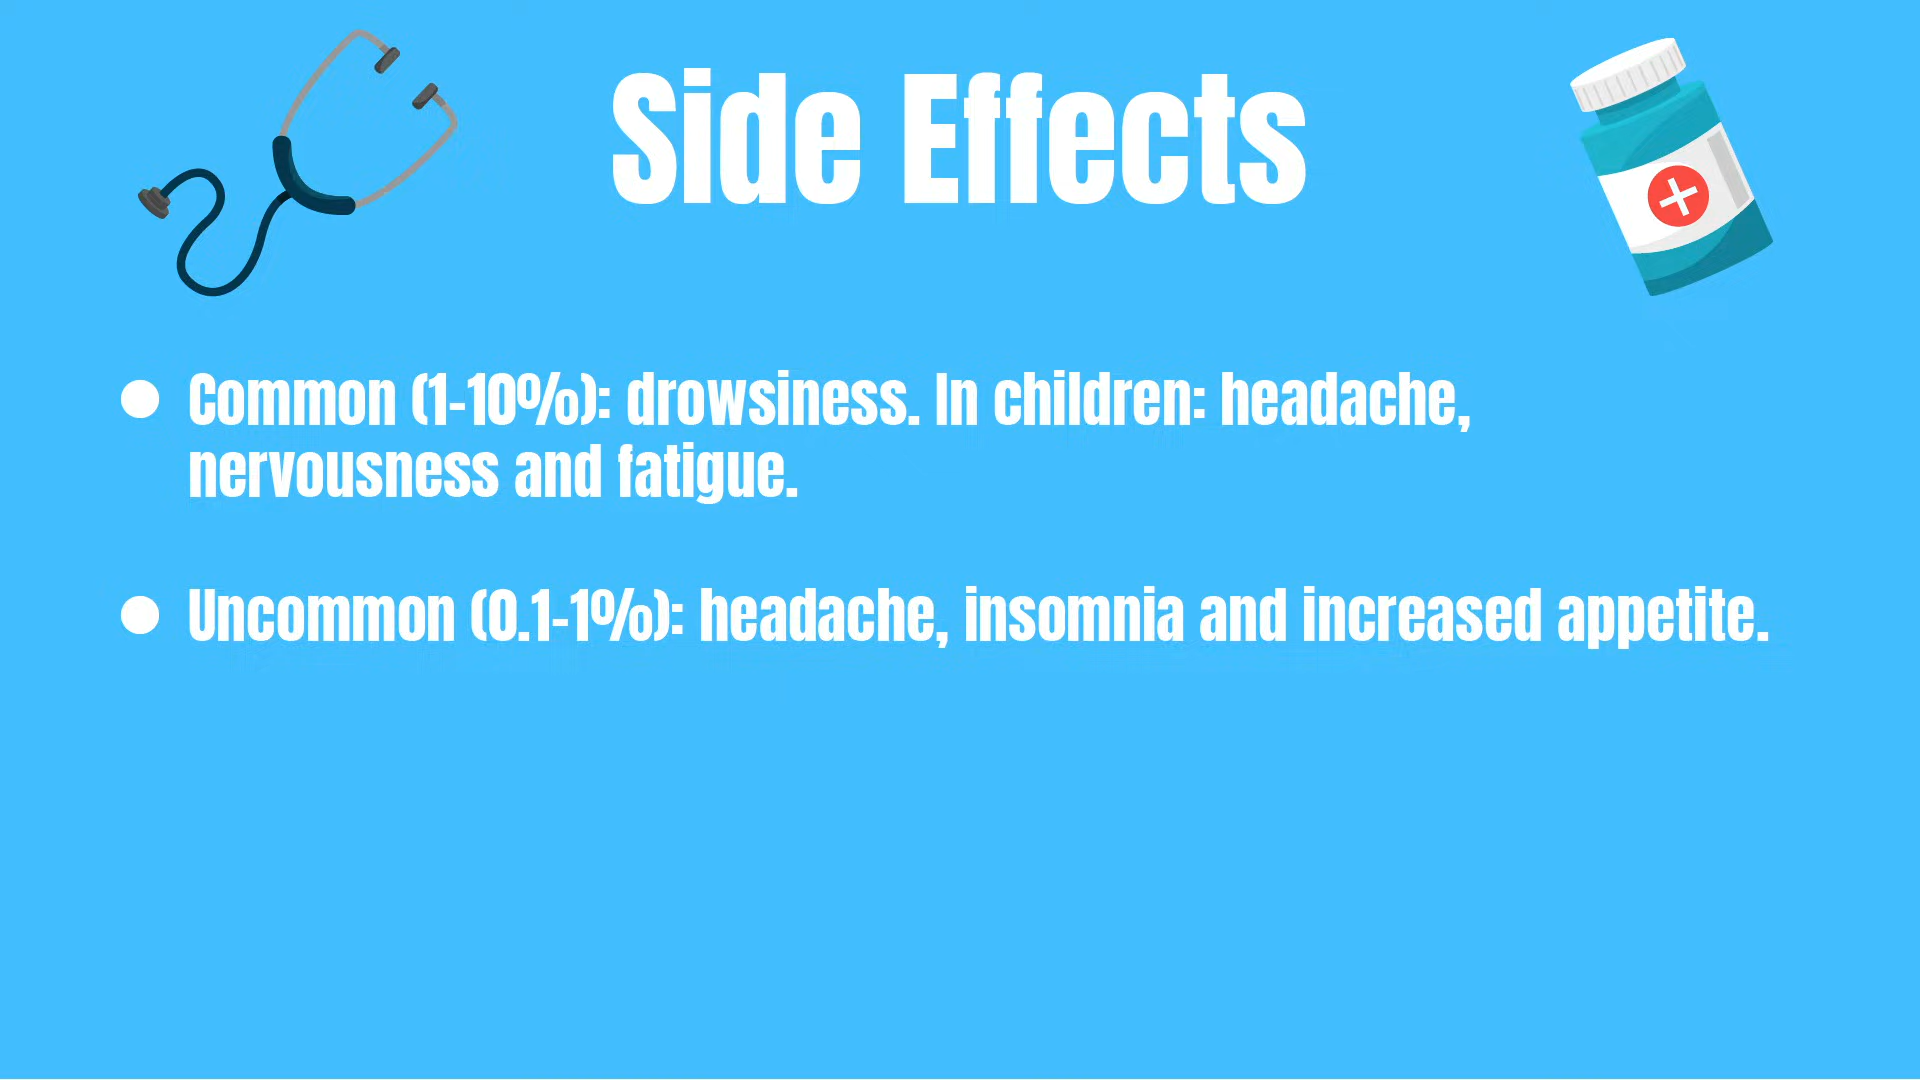 Side Effects
Common (1-10%): drowsiness. In children: headache,
nervousness and fatigue.
Uncommon (0.1-1%): headache, insomnia and increased appetite.